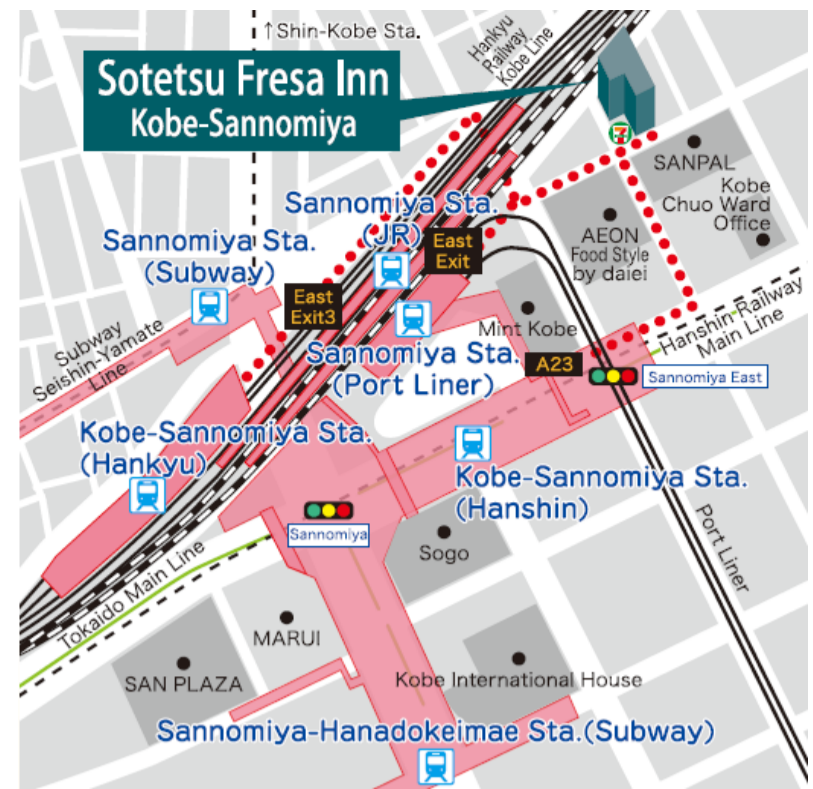 ↑Shin-Kobe Sta.
Hankyu
Railway
Kobe Line
Sotetsu Fresa Inn
Kobe-Sannomiya
7
SANPAL
Kobe
Chuo Ward
Office
Sannomiya Sta.
(JR)
East
Exit
AEON
Food Style
by daiei
Sannomiya Sta.
(Subway)
East
Exit3
Subway
Seishin-Yamate
Line
Mint Kobe
Hanshin-Railway
Main Line
Sannomiya Sta.
(Port Liner)
A23
Sannomiya East
Kobe-Sannomiya Sta.
(Hankyu)
Kobe-Sannomiya Sta.
(Hanshin)
Sannomiya
Sogo
Port Liner
Tokaido Main Line
MARUI
SAN PLAZA
Kobe International House
Sannomiya-Hanadokeimae Sta.(Subway)